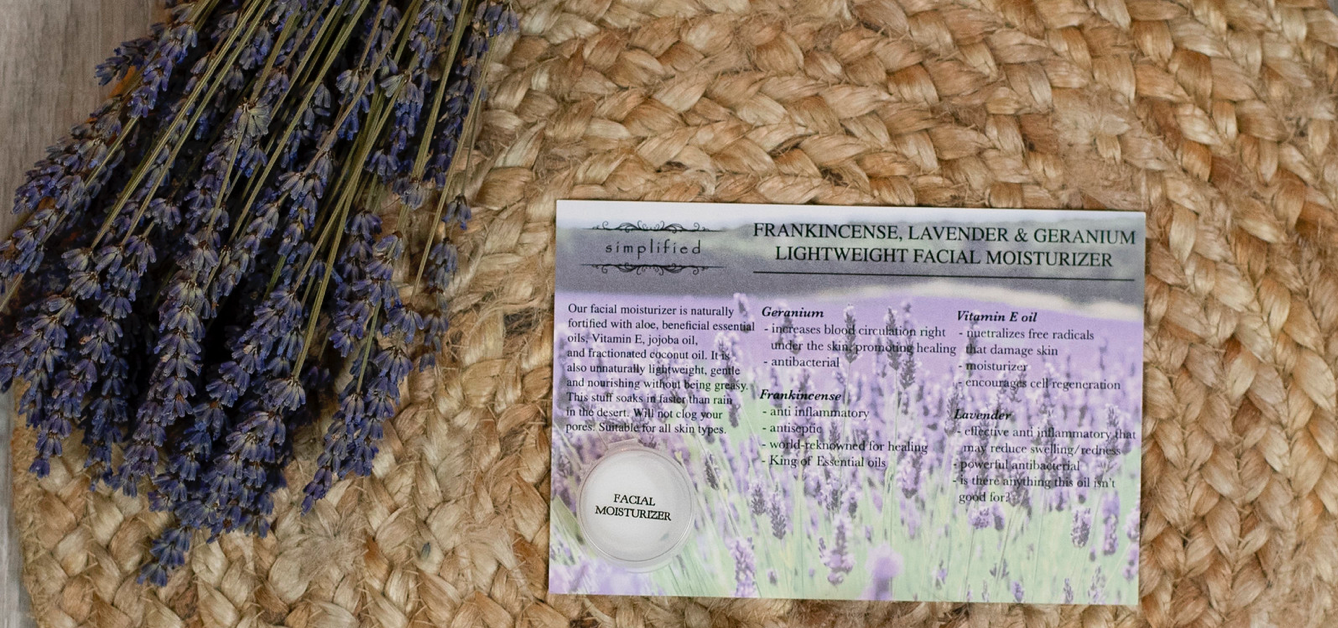 simplified
FRANKINCENSE, LAVENDER & GERANIUM
LIGHTWEIGHT FACIAL MOISTURIZER
Our facial moisturizer is naturally
fortified with aloe, beneficial essential
oils, Vitamin E, jojoba oil,
and fractionated coconut oil. It is
also unnaturally lightweight, gentle
and nourishing without being greasy.
This stuff soaks in faster than rain
in the desert. Will not clog your
pores. Suitable for all skin types.
FACIAL
MOISTURIZER
Geranium
- increases blood circulation right
under the skin, promoting healing
- antibacterial
Frankincense
- anti inflammatory
- antiseptic
- world-reknowned for healing
- King of Essential oils
Vitamin E oil
- nuetralizes free radicals
that damage skin
- moisturizer
- encourages cell regeneration
Lavender
- effective anti inflammatory that
may reduce swelling/redness
- powerful antibacterial
- is there anything this oil isn't
good for?